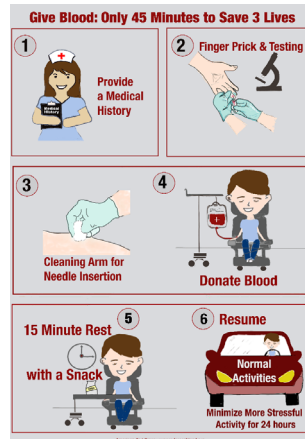 Give Blood: Only 45 Minutes to Save 3 Lives
1
Medical
History
Provide
a Medical
History
2
Finger Prick & Testing
3
Cleaning Arm for
Needle Insertion
4
Donate Blood
5
15 Minute Rest
with a Snack
6
Resume
Normal
Activities
Minimize More Stressful
Activity for 24 hours